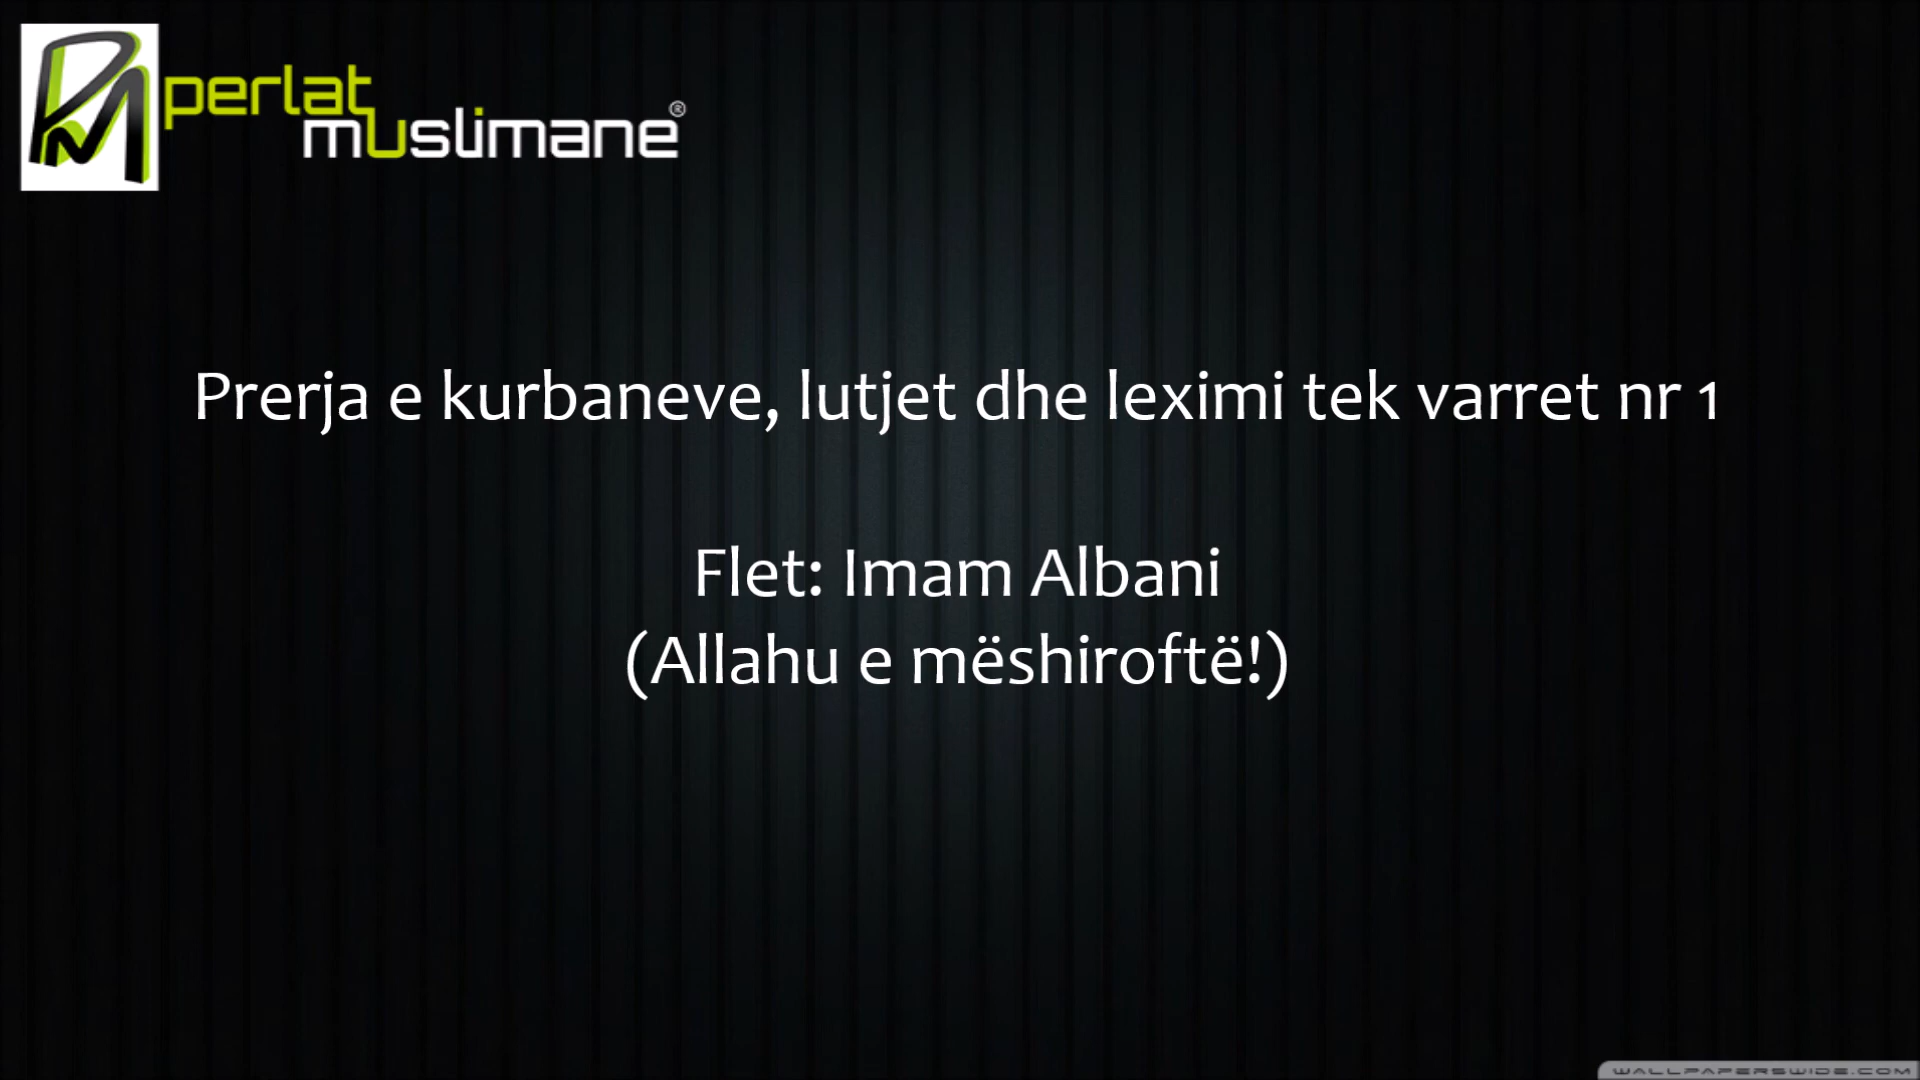 perlat
muslimane®
Prerja e kurbaneve, lutjet dhe leximi tek varret nr 1
Flet: Imam Albani
(Allahu e mëshiroftë!)
WALLPAPERSWIDE.COM